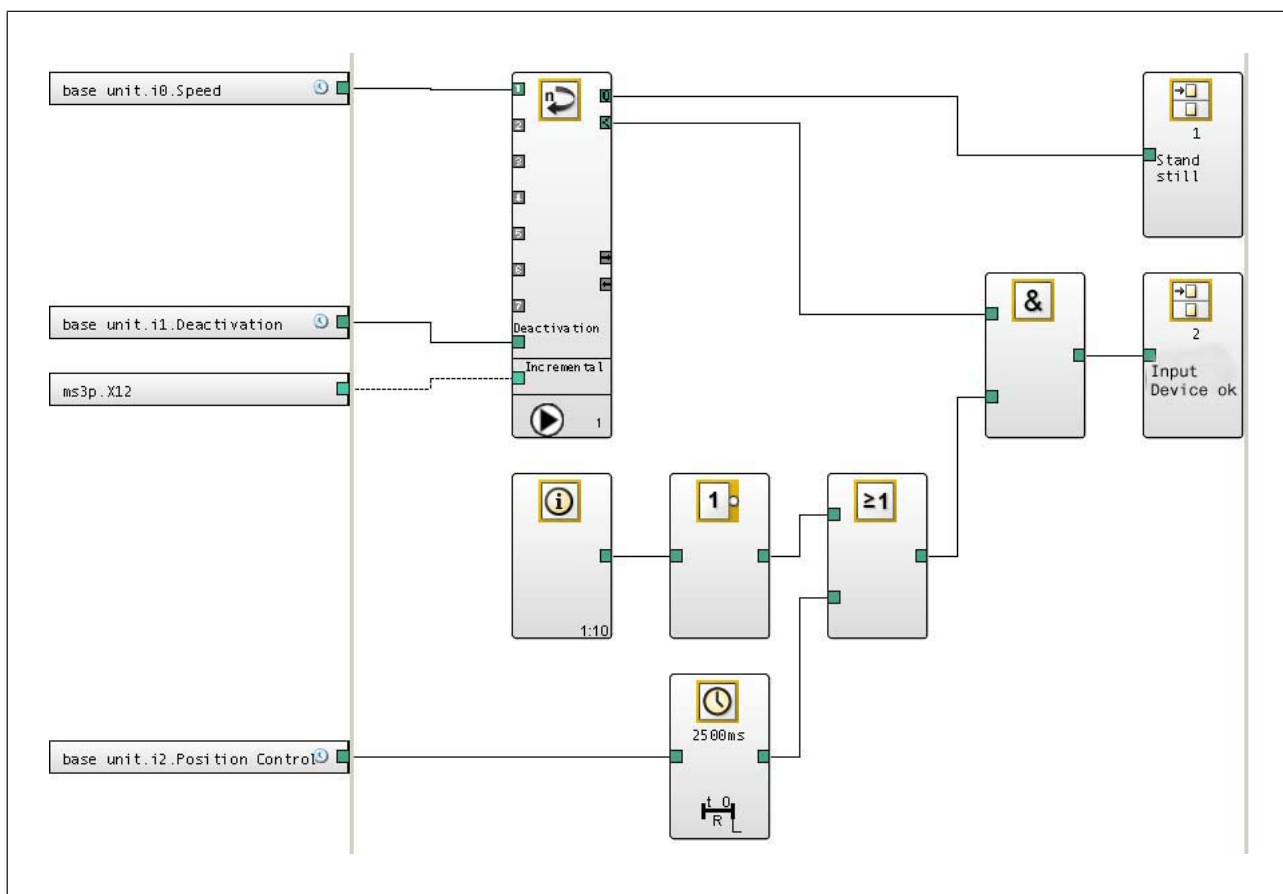 base unit.i0.Speed
1
2
3
4
5
6
7
n
0
Deactivation
Incremental
1
1
Stand
still
base unit.i1.Deactivation
ms3p.X12
&
2
Input
Device ok
i
1:10
1
≥1
2500ms
t 0
R
base unit.i2.Position Control